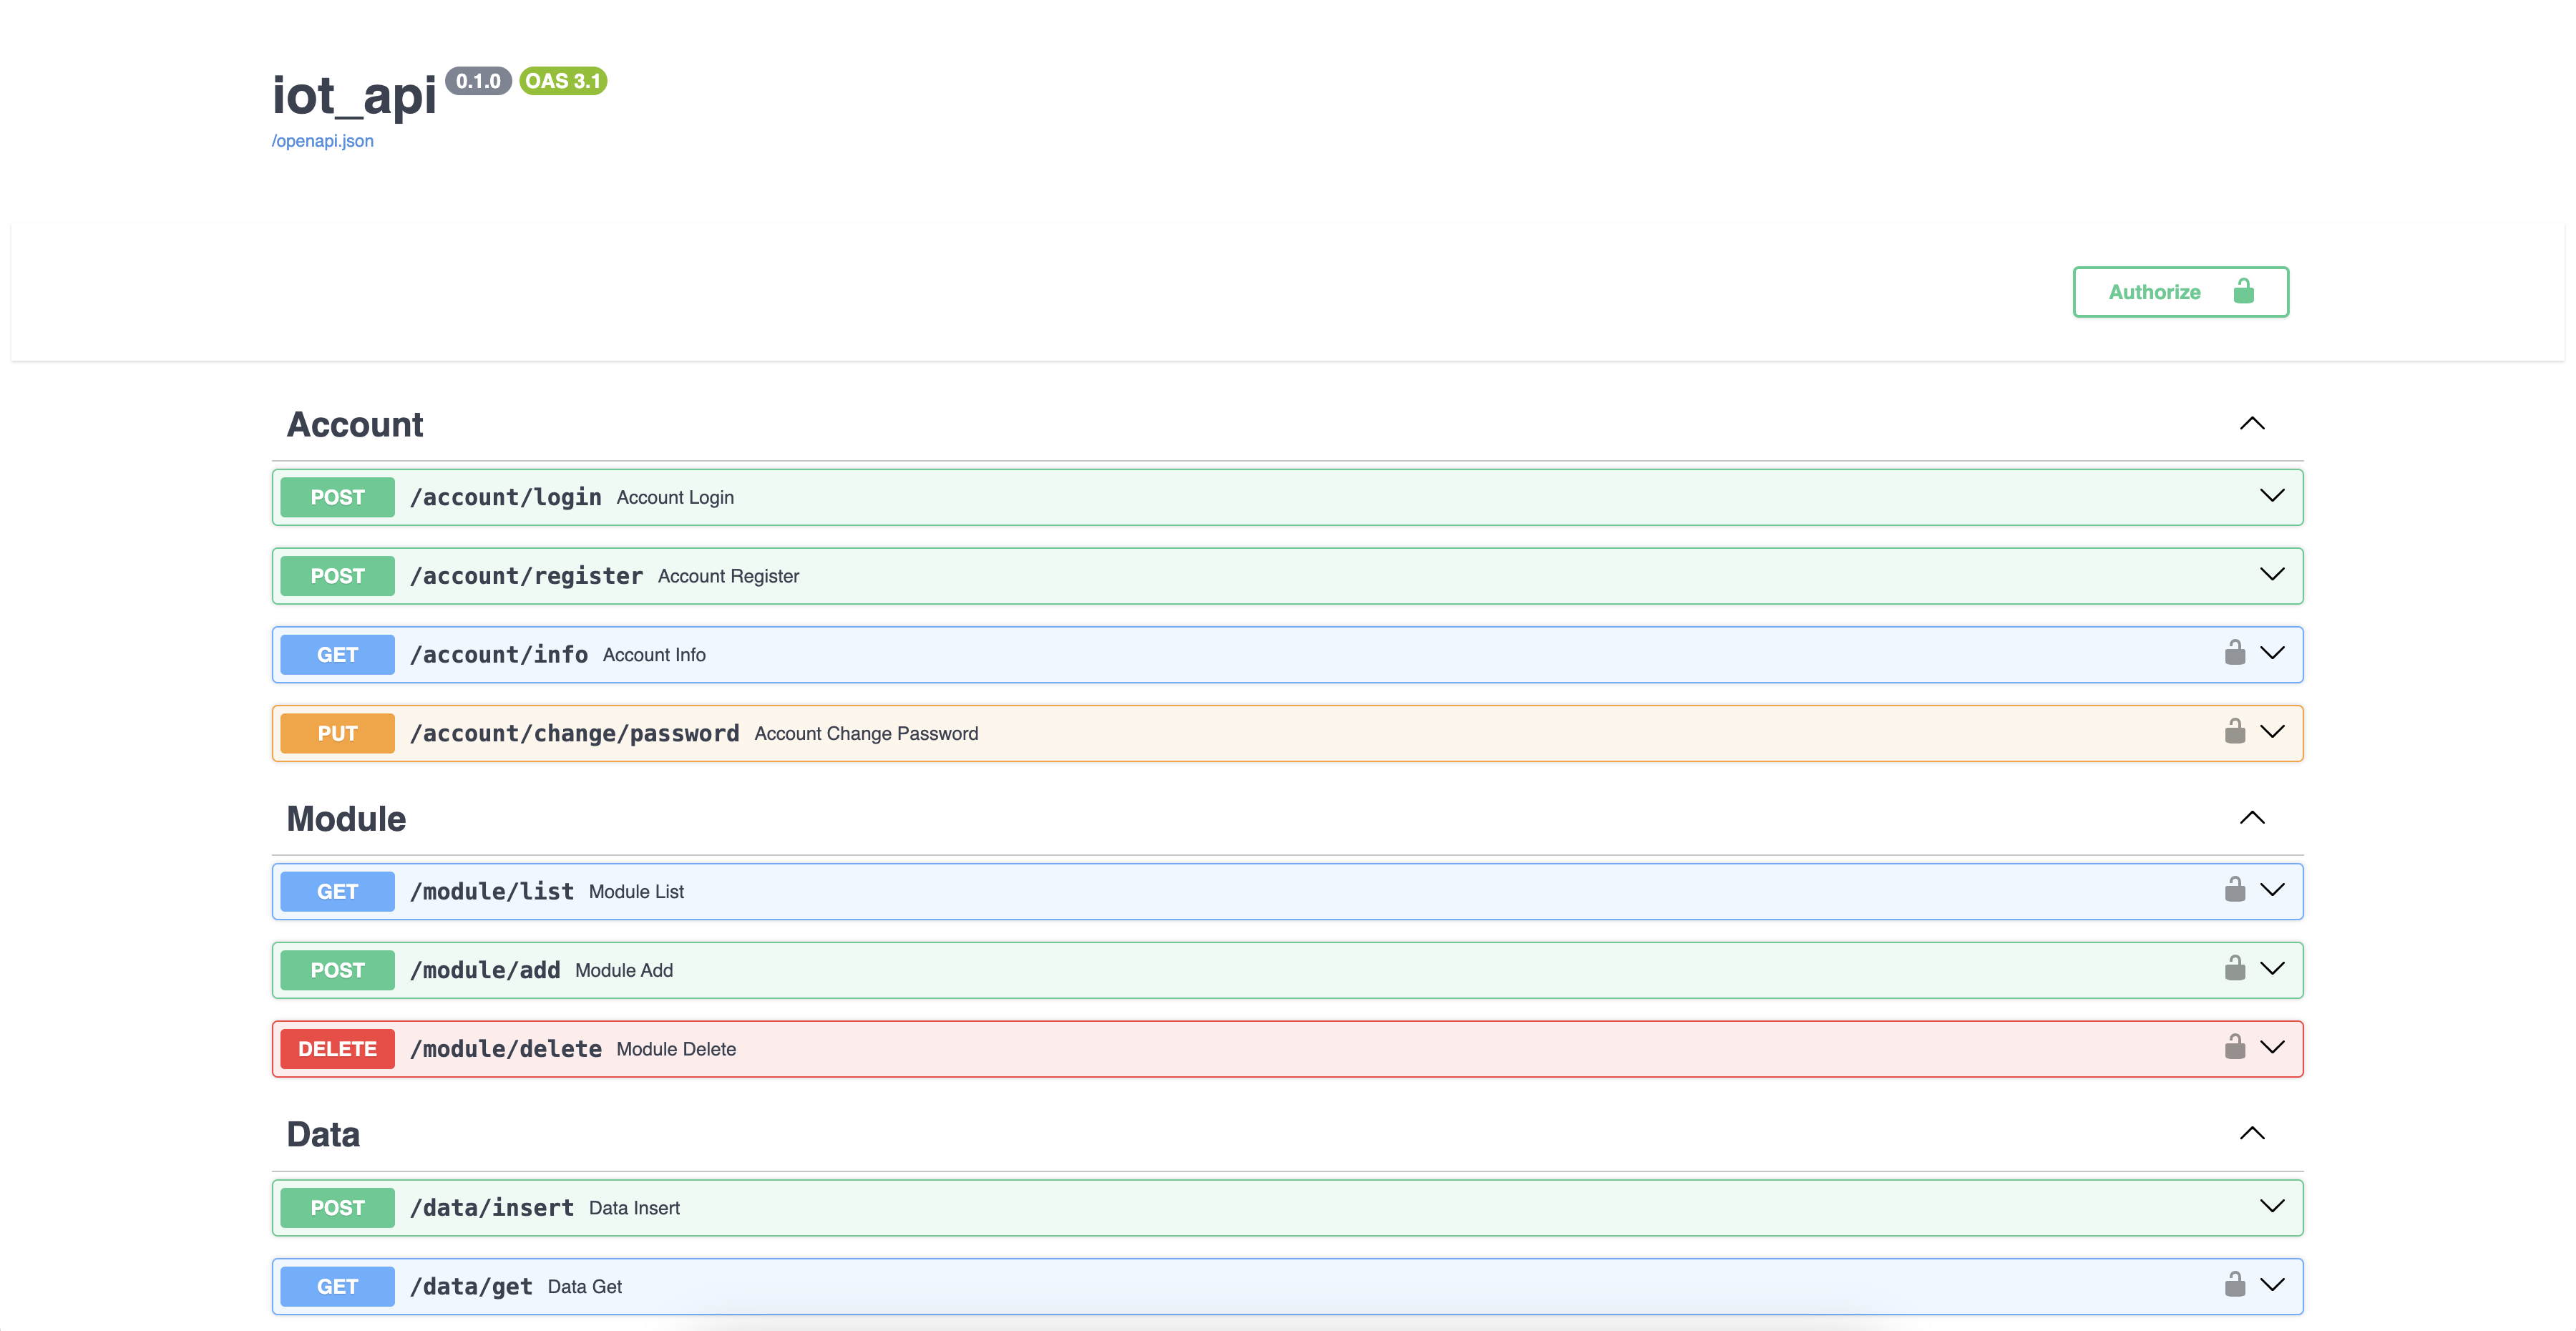 iot_api 0.1.0 OAS 3.1
/openapi.json
Authorize
Account
POST /account/login Account Login
POST /account/register Account Register
GET /account/info Account Info
PUT /account/change/password Account Change Password
Module
GET /module/list Module List
POST /module/add Module Add
DELETE /module/delete Module Delete
Data
POST /data/insert Data Insert
GET /data/get Data Get